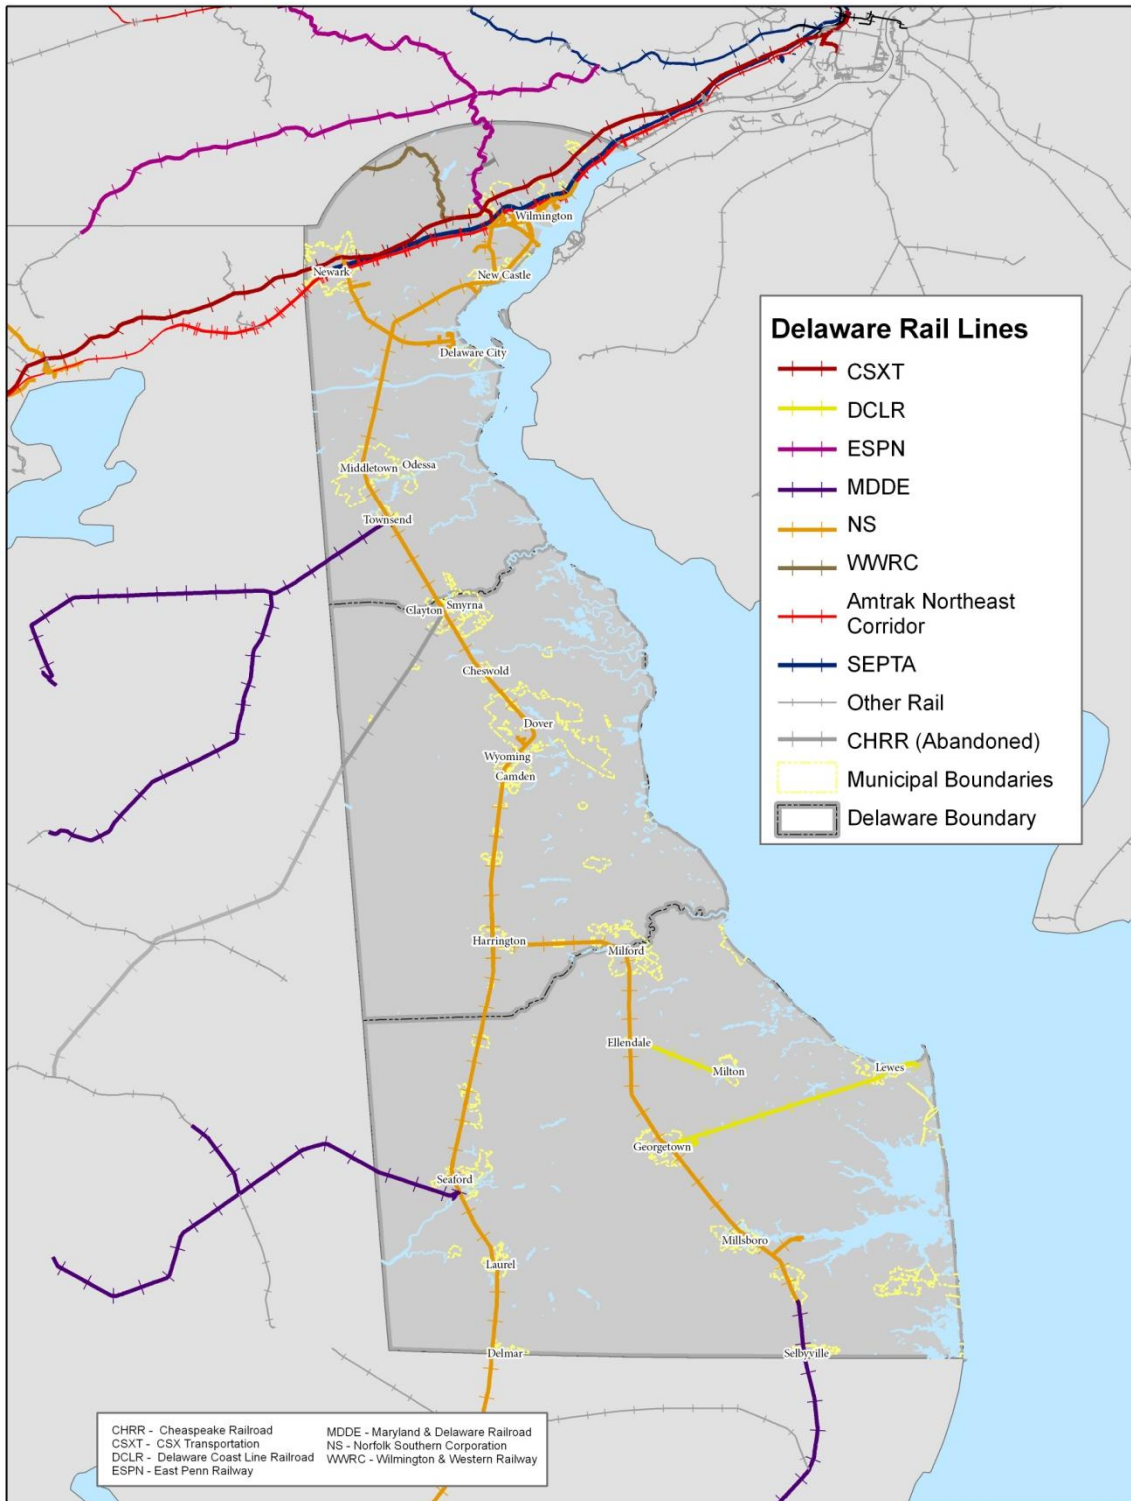 Wilmington
Newark
New Castle
Delaware City
Middletown
Odessa
Townsend
Clayton
Smyrna
Cheswold
Dover
Wyoming
Camden
Harrington
Milford
Ellendale
Milton
Lewes
Georgetown
Seaford
Millsboro
Laurel
Delmar
Selbyville
Delaware Rail Lines
CSXT
DCLR
ESPN
MDDE
NS
WWRC
Amtrak Northeast
Corridor
SEPTA
Other Rail
CHRR (Abandoned)
Municipal Boundaries
Delaware Boundary
CHRR - Cheaspeake Railroad
CSXT - CSX Transportation
DCLR - Delaware Coast Line Railroad
ESPN - East Penn Railway
MDDE - Maryland & Delaware Railroad
NS - Norfolk Southern Corporation
WWRC - Wilmington & Western Railway